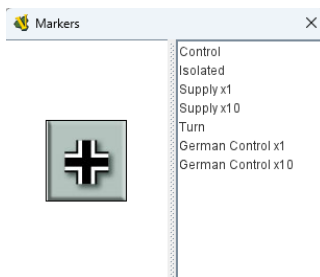 Markers
Control
Isolated
Supply x1
Supply x10
Turn
German Control x1
German Control x10